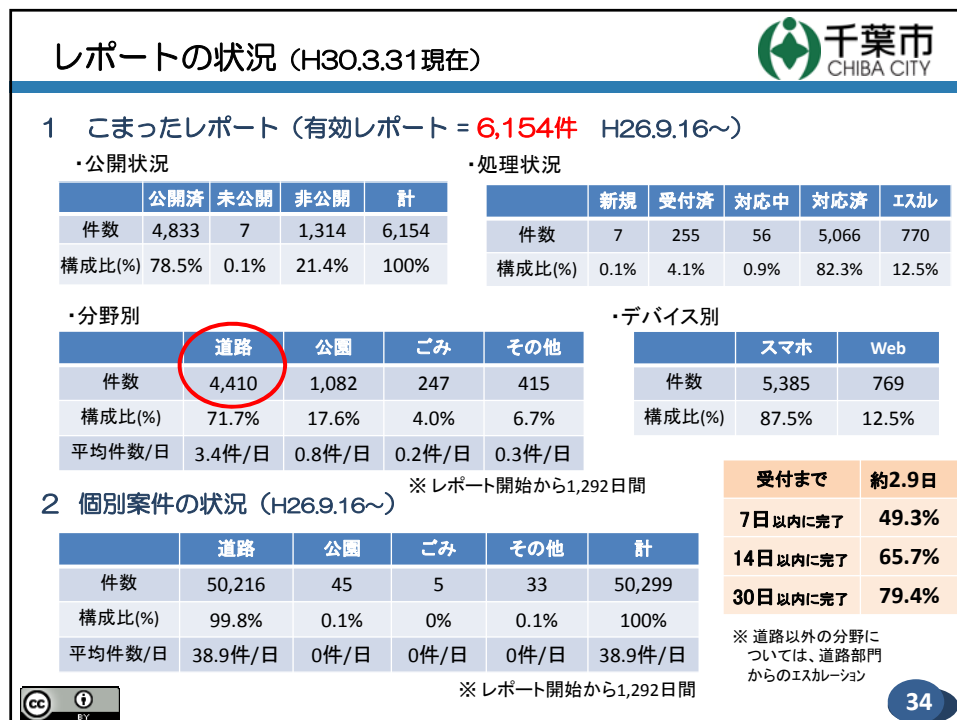 レポートの状況（H30.3.31現在）
千葉市
CHIBA CITY
1 こまったレポート（有効レポート = 6,154件 H26.9.16～）
・公開状況
公開済 未公開 非公開 計
件数 4,833 7 1,314 6,154
構成比(%) 78.5% 0.1% 21.4% 100%
・処理状況
新規 受付済 対応中 対応済 ｴｽｶﾚ
件数 7 255 56 5,066 770
構成比(%) 0.1% 4.1% 0.9% 82.3% 12.5%
・分野別
道路 公園 ごみ その他
件数 4,410 1,082 247 415
構成比(%) 71.7% 17.6% 4.0% 6.7%
平均件数/日 3.4件/日 0.8件/日 0.2件/日 0.3件/日
※ レポート開始から1,292日間
・デバイス別
スマホ Web
件数 5,385 769
構成比(%) 87.5% 12.5%
2 個別案件の状況（H26.9.16～）
道路 公園 ごみ その他 計
件数 50,216 45 5 33 50,299
構成比(%) 99.8% 0.1% 0% 0.1% 100%
平均件数/日 38.9件/日 0件/日 0件/日 0件/日 38.9件/日
※ レポート開始から1,292日間
受付まで 約2.9日
7日以内に完了 49.3%
14日以内に完了 65.7%
30日以内に完了 79.4%
※ 道路以外の分野に
ついては、道路部門
からのｴｽｶﾚｰｼｮﾝ
cc
BY
34